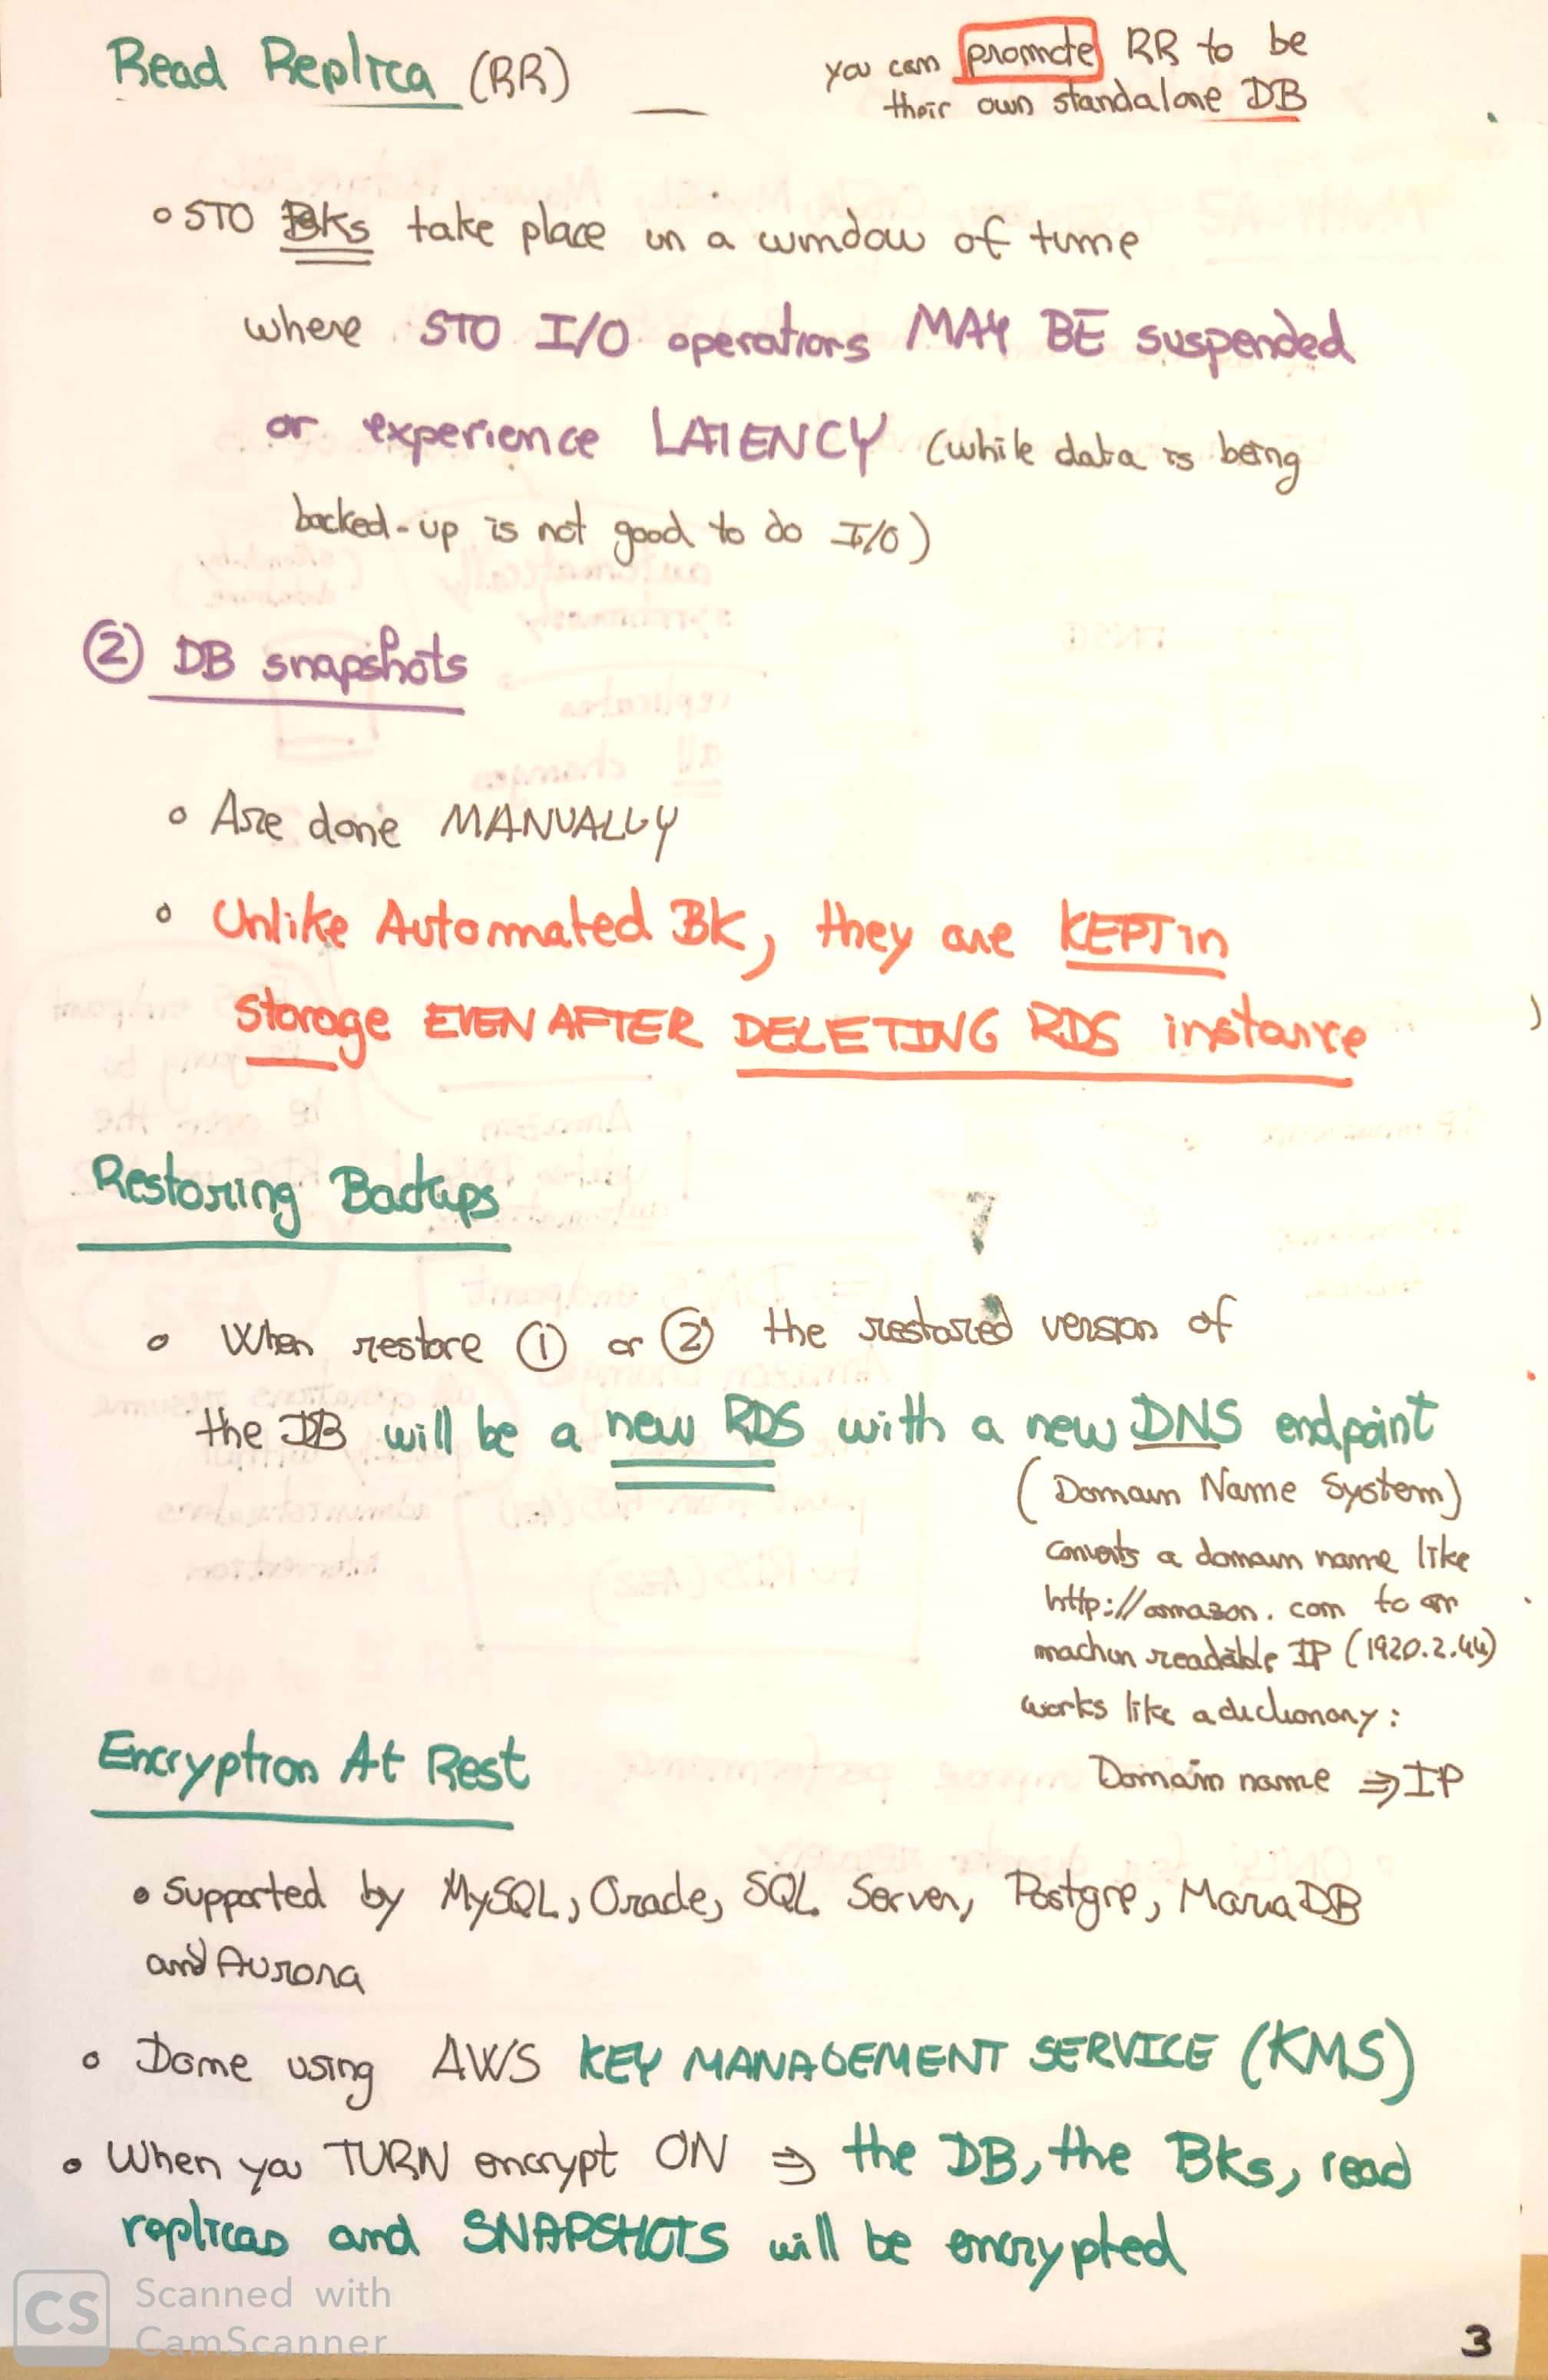 Read Replica (RR) —
you can promote RR to be
their own standalone DB
° STO BKs take place in a window of time
where STO I/O operations MAY BE suspended
or experience LATENCY (while data is being
backed-up is not good to do I/O)
② DB snapshots
° Are done MANUALLY
° Unlike Automated BK, they are KEPT in
storage EVEN AFTER DELETING RDS instance
Restoring Backups
° When restore ① or ② the restored version of
the DB will be a new RDS with a new DNS endpoint
(Domain Name System)
converts a domain name like
http://amazon.com to an
machin readable IP (1920.2.44)
works like a dictionary:
Domain name ⇒ IP
Encryption At Rest
• Supported by MySQL, Oracle, SQL Server, Postgre, MariaDB
and Aurora
° Done using AWS KEY MANAGEMENT SERVICE (KMS)
• When you TURN encrypt ON ⇒ the DB, the BKs, read
replicas and SNAPSHOTS will be encrypted
CS Scanned with
CamScanner
3